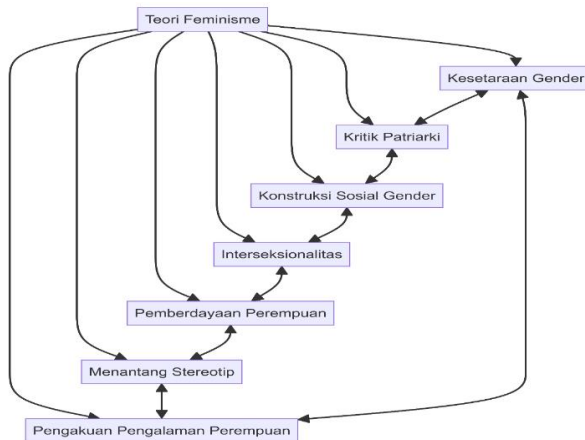 Teori Feminisme
Kesetaraan Gender
Kritik Patriarki
Konstruksi Sosial Gender
Interseksionalitas
Pemberdayaan Perempuan
Menantang Stereotip
Pengakuan Pengalaman Perempuan